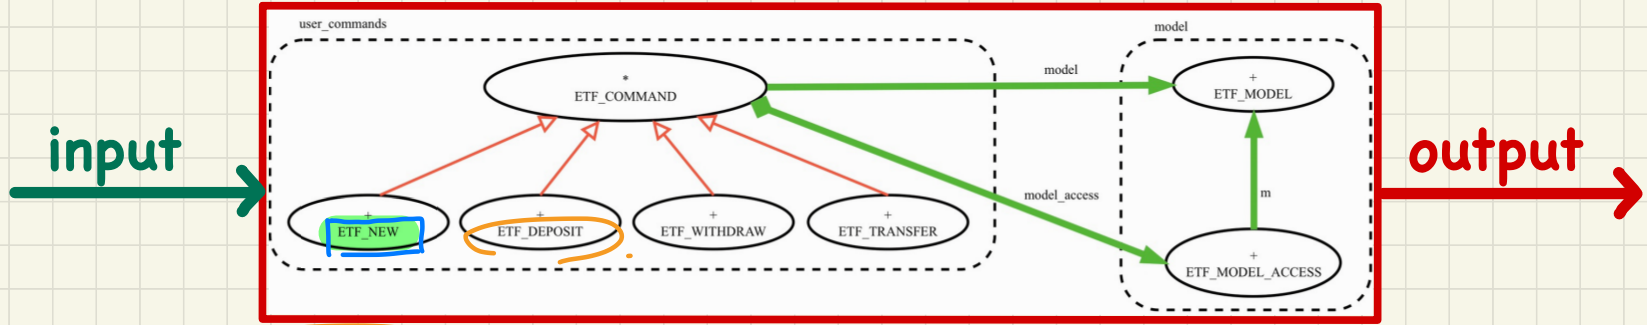 user_commands
model
*
ETF_COMMAND
model
+
ETF_MODEL
input
output
model_access
m
+
ETF_NEW
+
ETF_DEPOSIT
+
ETF_WITHDRAW
+
ETF_TRANSFER
+
ETF_MODEL_ACCESS